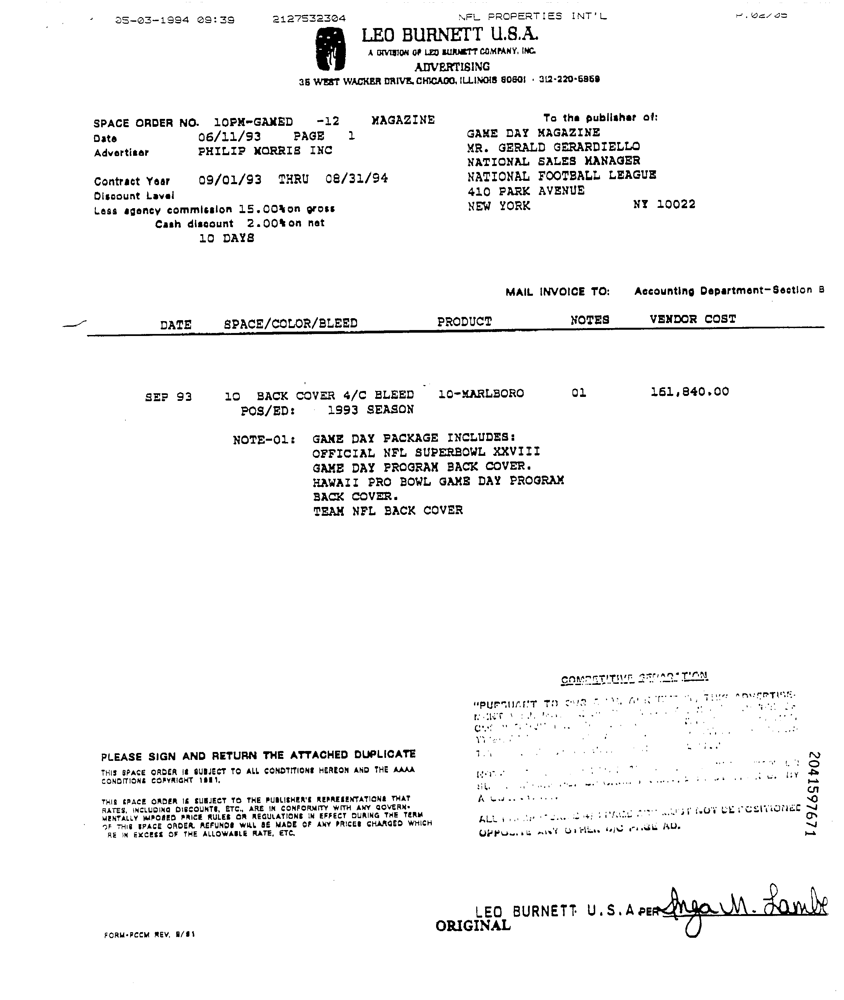 05-03-1994 09:39 2127532304 NFL PROPERTIES INT'L P.02/05
LEO BURNETT U.S.A.
A DIVISION OF LEO BURNETT COMPANY, INC.
ADVERTISING
35 WEST WACKER DRIVE, CHICAGO, ILLINOIS 60601 · 312-220-5959
SPACE ORDER NO. 10PM-GAMED -12 MAGAZINE
Date 06/11/93 PAGE 1
Advertiser PHILIP MORRIS INC
Contract Year 09/01/93 THRU 08/31/94
Discount Level
Less agency commission 15.00% on gross
Cash discount 2.00% on net
10 DAYS
To the publisher of:
GAME DAY MAGAZINE
MR. GERALD GERARDIELLO
NATIONAL SALES MANAGER
NATIONAL FOOTBALL LEAGUE
410 PARK AVENUE
NEW YORK NY 10022
MAIL INVOICE TO: Accounting Department-Section B
DATE SPACE/COLOR/BLEED PRODUCT NOTES VENDOR COST
SEP 93 10 BACK COVER 4/C BLEED 10-MARLBORO 01 161,840.00
POS/ED: 1993 SEASON
NOTE-01: GAME DAY PACKAGE INCLUDES:
OFFICIAL NFL SUPERBOWL XXVIII
GAME DAY PROGRAM BACK COVER.
HAWAII PRO BOWL GAME DAY PROGRAM
BACK COVER.
TEAM NFL BACK COVER
COMPETITIVE SEPARATION
"PURSUANT TO THIS ADVERTISE-
BY
A
ALL MUST NOT BE POSITIONED
OPPOSITE ANY OTHER PAGE AD.
2041597671
PLEASE SIGN AND RETURN THE ATTACHED DUPLICATE
THIS SPACE ORDER IS SUBJECT TO ALL CONDTITIONS HEREON AND THE AAAA
CONDITIONS COPYRIGHT 1981.
THIS SPACE ORDER IS SUBJECT TO THE PUBLISHER'S REPRESENTATIONS THAT
RATES, INCLUDING DISCOUNTS, ETC., ARE IN CONFORMITY WITH ANY GOVERN-
MENTALLY IMPOSED PRICE RULES OR REGULATIONS IN EFFECT DURING THE TERM
OF THIS SPACE ORDER. REFUNDS WILL BE MADE OF ANY PRICES CHARGED WHICH
RE IN EXCESS OF THE ALLOWABLE RATE, ETC.
LEO BURNETT U.S.A PER Inga M. Lambe
ORIGINAL
FORM-PCCM REV. 8/81